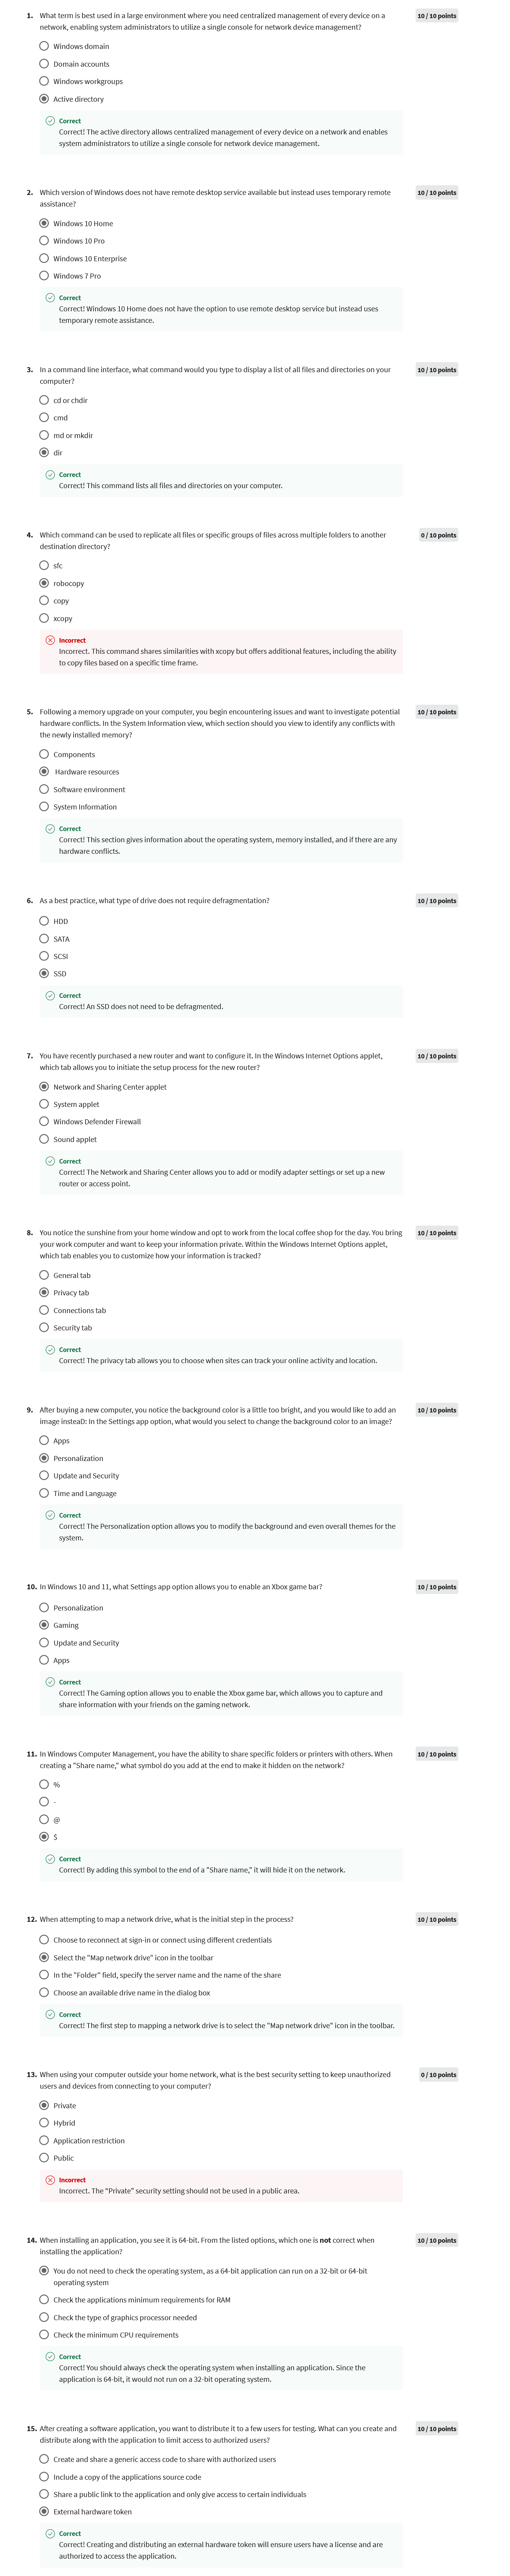 1. What term is best used in a large environment where you need centralized management of every device on a
network, enabling system administrators to utilize a single console for network device management?
10 / 10 points
Windows domain
Domain accounts
Windows workgroups
Active directory
Correct
Correct! The active directory allows centralized management of every device on a network and enables
system administrators to utilize a single console for network device management.
2. Which version of Windows does not have remote desktop service available but instead uses temporary remote
assistance?
10 / 10 points
Windows 10 Home
Windows 10 Pro
Windows 10 Enterprise
Windows 7 Pro
Correct
Correct! Windows 10 Home does not have the option to use remote desktop service but instead uses
temporary remote assistance.
3. In a command line interface, what command would you type to display a list of all files and directories on your
computer?
10 / 10 points
cd or chdir
cmd
md or mkdir
dir
Correct
Correct! This command lists all files and directories on your computer.
4. Which command can be used to replicate all files or specific groups of files across multiple folders to another
destination directory?
0 / 10 points
sfc
robocopy
copy
xcopy
Incorrect
Incorrect. This command shares similarities with xcopy but offers additional features, including the ability
to copy files based on a specific time frame.
5. Following a memory upgrade on your computer, you begin encountering issues and want to investigate potential
hardware conflicts. In the System Information view, which section should you view to identify any conflicts with
the newly installed memory?
10 / 10 points
Components
Hardware resources
Software environment
System Information
Correct
Correct! This section gives information about the operating system, memory installed, and if there are any
hardware conflicts.
6. As a best practice, what type of drive does not require defragmentation?
10 / 10 points
HDD
SATA
SCSI
SSD
Correct
Correct! An SSD does not need to be defragmented.
7. You have recently purchased a new router and want to configure it. In the Windows Internet Options applet,
which tab allows you to initiate the setup process for the new router?
10 / 10 points
Network and Sharing Center applet
System applet
Windows Defender Firewall
Sound applet
Correct
Correct! The Network and Sharing Center allows you to add or modify adapter settings or set up a new
router or access point.
8. You notice the sunshine from your home window and opt to work from the local coffee shop for the day. You bring
your work computer and want to keep your information private. Within the Windows Internet Options applet,
which tab enables you to customize how your information is tracked?
10 / 10 points
General tab
Privacy tab
Connections tab
Security tab
Correct
Correct! The privacy tab allows you to choose when sites can track your online activity and location.
9. After buying a new computer, you notice the background color is a little too bright, and you would like to add an
image insteaD: In the Settings app option, what would you select to change the background color to an image?
10 / 10 points
Apps
Personalization
Update and Security
Time and Language
Correct
Correct! The Personalization option allows you to modify the background and even overall themes for the
system.
10. In Windows 10 and 11, what Settings app option allows you to enable an Xbox game bar?
10 / 10 points
Personalization
Gaming
Update and Security
Apps
Correct
Correct! The Gaming option allows you to enable the Xbox game bar, which allows you to capture and
share information with your friends on the gaming network.
11. In Windows Computer Management, you have the ability to share specific folders or printers with others. When
creating a "Share name," what symbol do you add at the end to make it hidden on the network?
10 / 10 points
%
-
@
$
Correct
Correct! By adding this symbol to the end of a "Share name," it will hide it on the network.
12. When attempting to map a network drive, what is the initial step in the process?
10 / 10 points
Choose to reconnect at sign-in or connect using different credentials
Select the "Map network drive" icon in the toolbar
In the "Folder" field, specify the server name and the name of the share
Choose an available drive name in the dialog box
Correct
Correct! The first step to mapping a network drive is to select the "Map network drive" icon in the toolbar.
13. When using your computer outside your home network, what is the best security setting to keep unauthorized
users and devices from connecting to your computer?
0 / 10 points
Private
Hybrid
Application restriction
Public
Incorrect
Incorrect. The "Private" security setting should not be used in a public area.
14. When installing an application, you see it is 64-bit. From the listed options, which one is not correct when
installing the application?
10 / 10 points
You do not need to check the operating system, as a 64-bit application can run on a 32-bit or 64-bit
operating system
Check the applications minimum requirements for RAM
Check the type of graphics processor needed
Check the minimum CPU requirements
Correct
Correct! You should always check the operating system when installing an application. Since the
application is 64-bit, it would not run on a 32-bit operating system.
15. After creating a software application, you want to distribute it to a few users for testing. What can you create and
distribute along with the application to limit access to authorized users?
10 / 10 points
Create and share a generic access code to share with authorized users
Include a copy of the applications source code
Share a public link to the application and only give access to certain individuals
External hardware token
Correct
Correct! Creating and distributing an external hardware token will ensure users have a license and are
authorized to access the application.